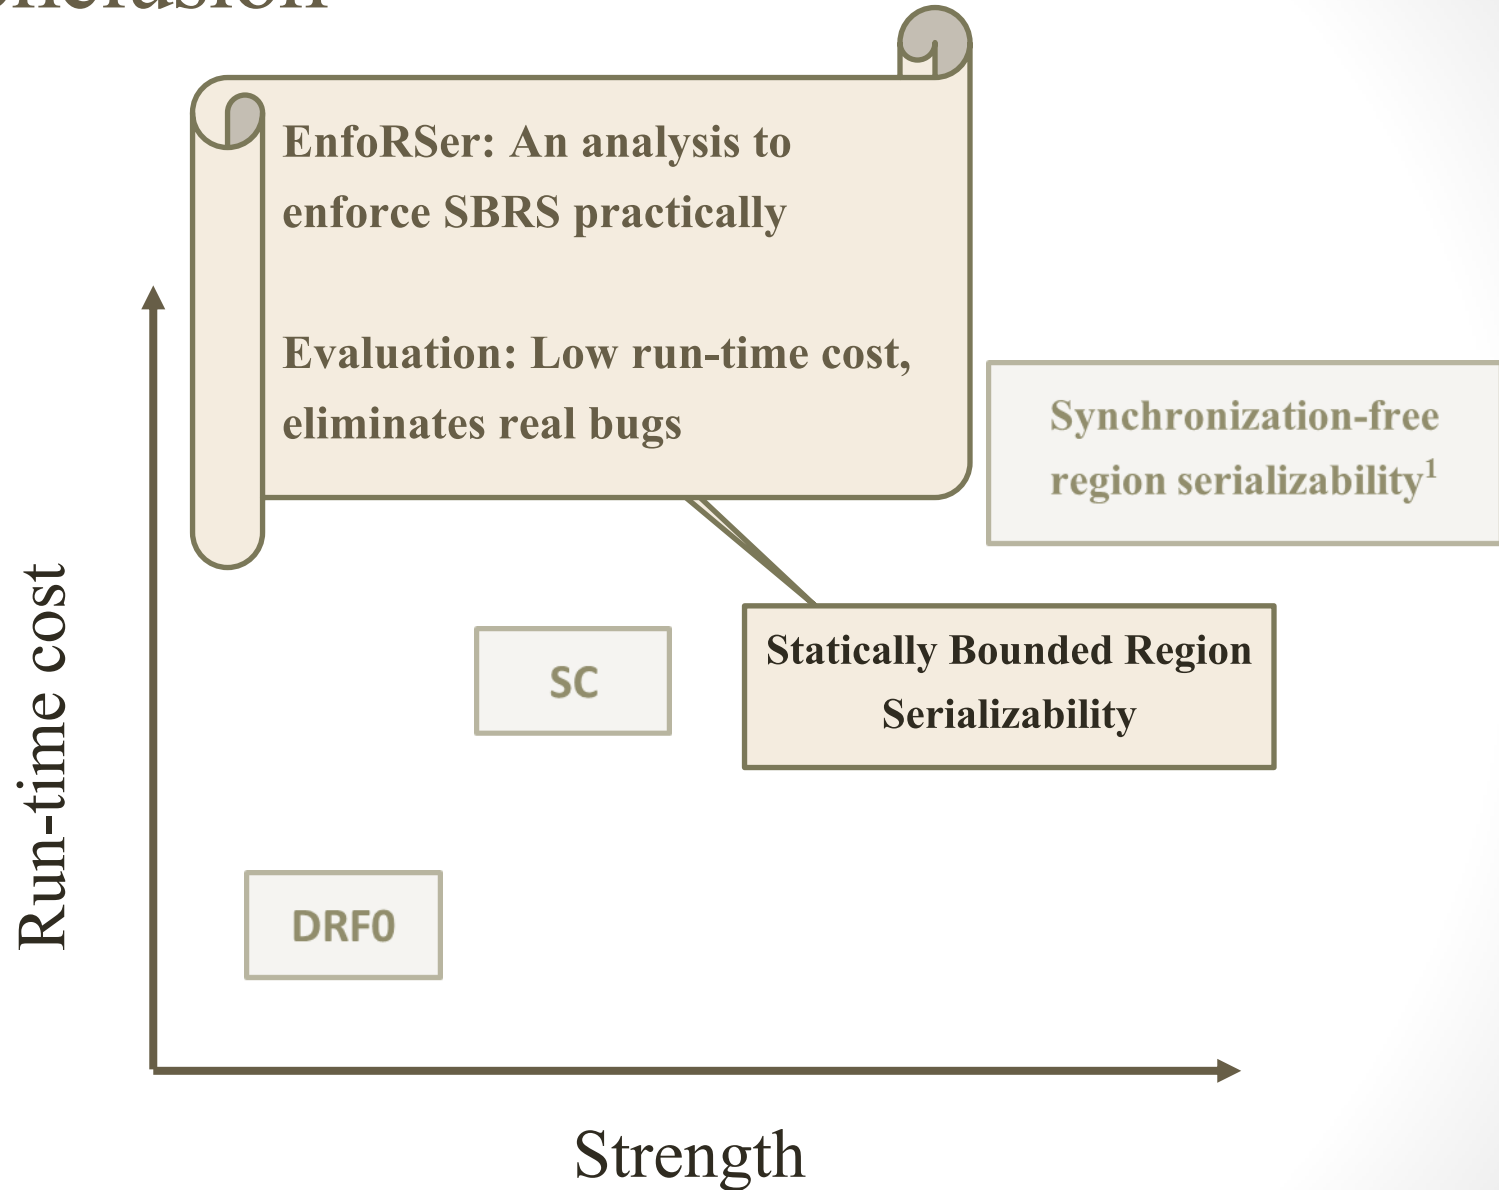 EnfoRSer: An analysis to
enforce SBRS practically
Evaluation: Low run-time cost,
eliminates real bugs
Synchronization-free
region serializability¹
Statically Bounded Region
Serializability
SC
DRF0
Run-time cost
Strength